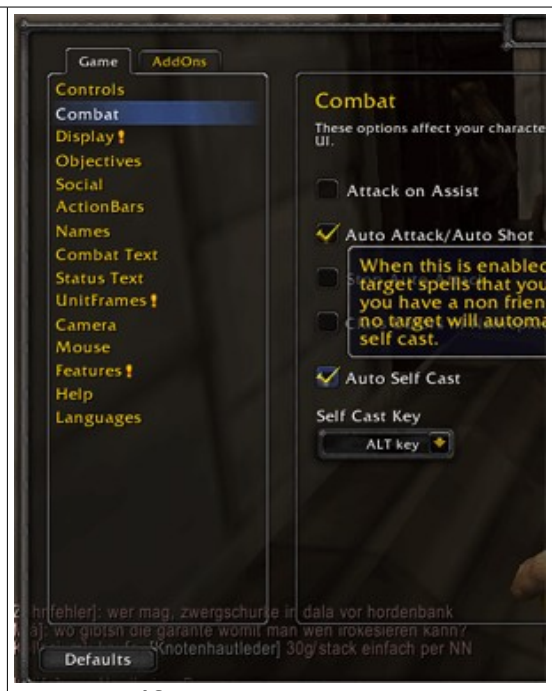 Game
AddOns
Controls
Combat
Display!
Objectives
Social
ActionBars
Names
Combat Text
Status Text
UnitFrames!
Camera
Mouse
Features!
Help
Languages
Combat
These options affect your characte
UI.
Attack on Assist
Auto Attack/Auto Shot
When this is enabled
target spells that you
you have a non frien
no target will automa
self cast.
Auto Self Cast
Self Cast Key
ALT key
hrfehler]: wer mag, zwergschurke in dala vor hordenbank
wo gibtsn die garante womit man wen irokesieren kann?
[Knotenhautleder] 30g/stack einfach per NN
Defaults